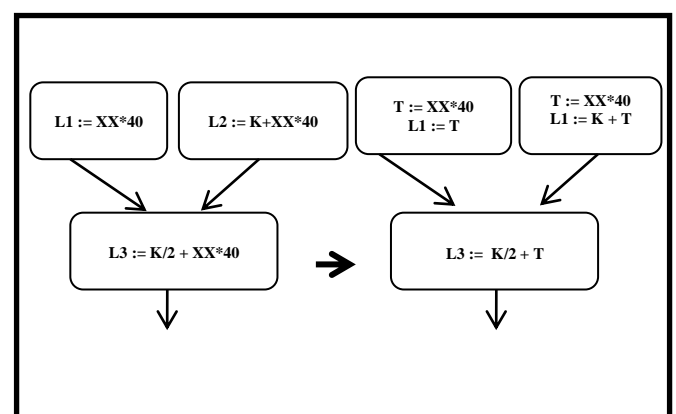 L1 := XX*40
L2 := K+XX*40
T := XX*40
L1 := T
T := XX*40
L1 := K + T
L3 := K/2 + XX*40
L3 := K/2 + T